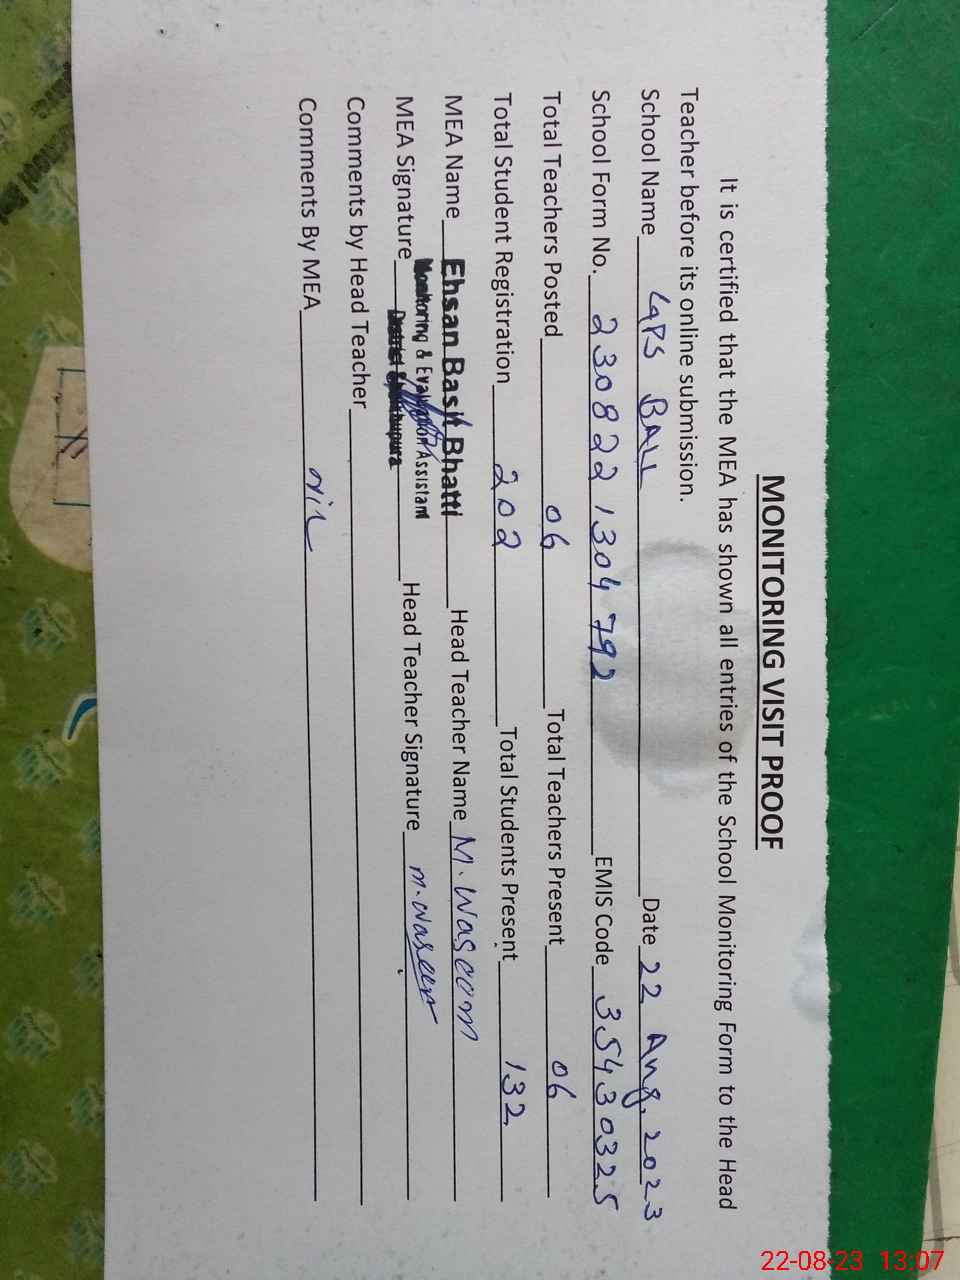 MONITORING VISIT PROOF
It is certified that the MEA has shown all entries of the School Monitoring Form to the Head
Teacher before its online submission.
School Name GPS BALL Date 22 Aug, 2023
School Form No. 230822 1304 792 EMIS Code 35430325
Total Teachers Posted 06 Total Teachers Present 06
Total Student Registration 202 Total Students Present 132
MEA Name Ehsan Basit Bhatti Head Teacher Name M. Waseem
Monitoring & Evaluation Assistant
District
MEA Signature Head Teacher Signature M. Waseem
Comments by Head Teacher
Comments By MEA nil
22-08-23 13:07